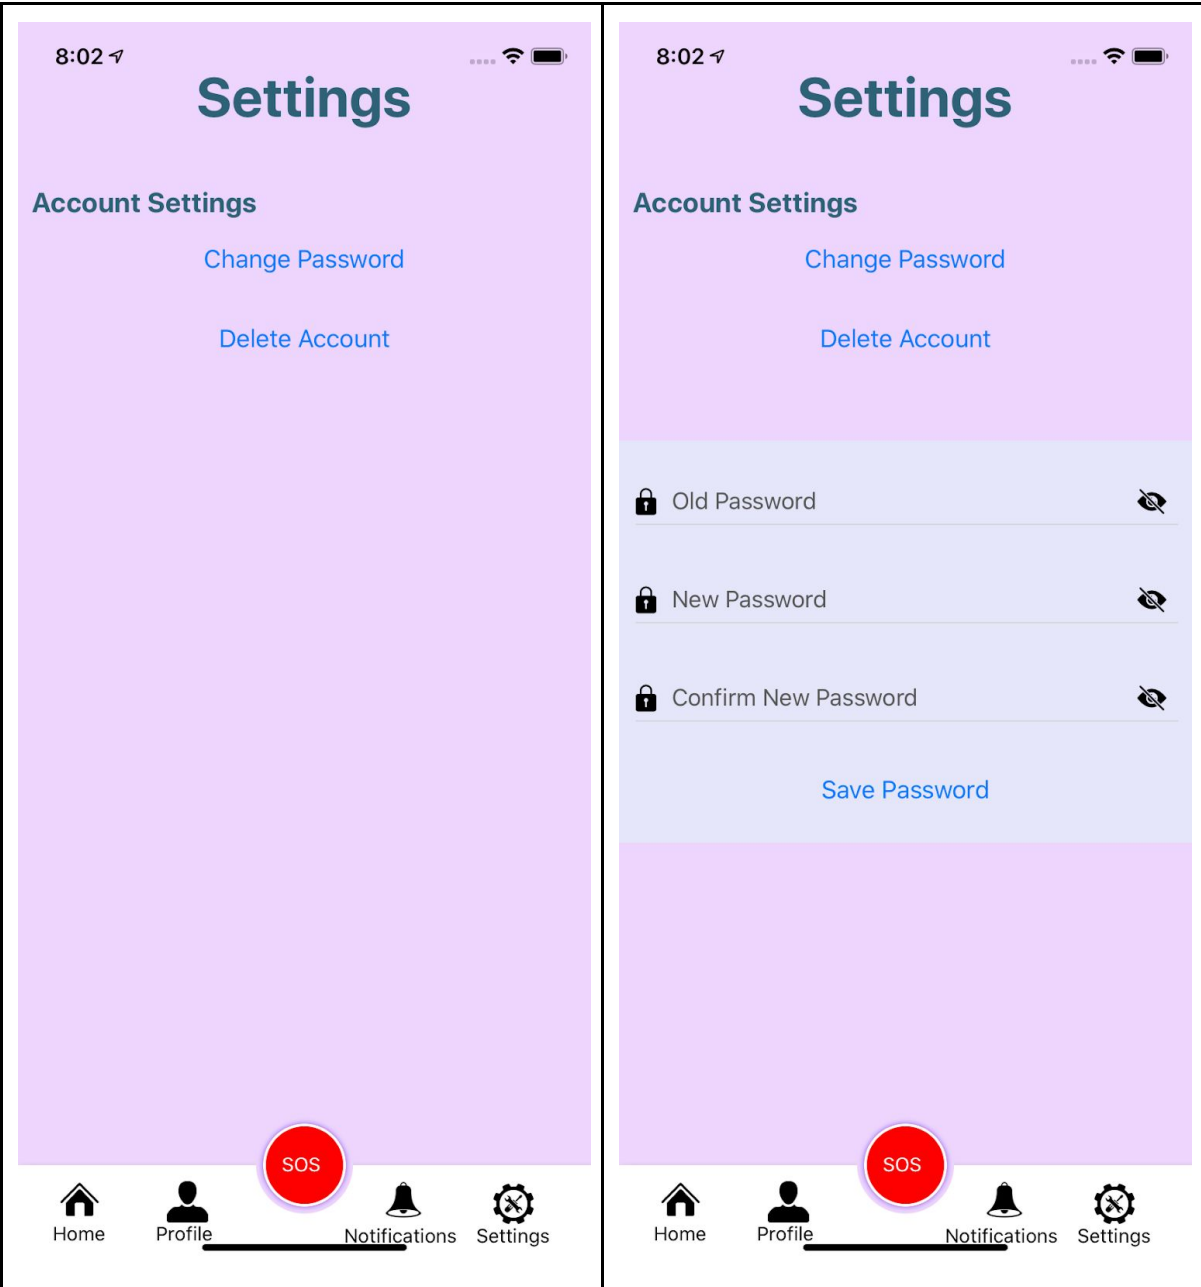 8:02
Settings
Account Settings
Change Password
Delete Account
SOS
Home
Profile
Notifications
Settings
8:02
Settings
Account Settings
Change Password
Delete Account
Old Password
New Password
Confirm New Password
Save Password
SOS
Home
Profile
Notifications
Settings